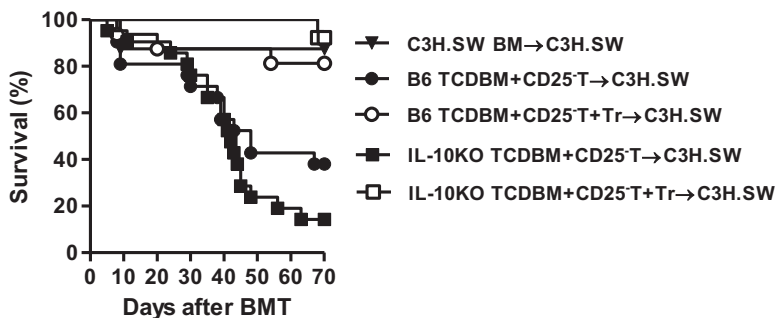 100
80
60
40
20
0
Survival (%)
0 10 20 30 40 50 60 70
Days after BMT
C3H.SW BM→C3H.SW
B6 TCDBM+CD25⁻T→C3H.SW
B6 TCDBM+CD25⁻T+Tr→C3H.SW
IL-10KO TCDBM+CD25⁻T→C3H.SW
IL-10KO TCDBM+CD25⁻T+Tr→C3H.SW